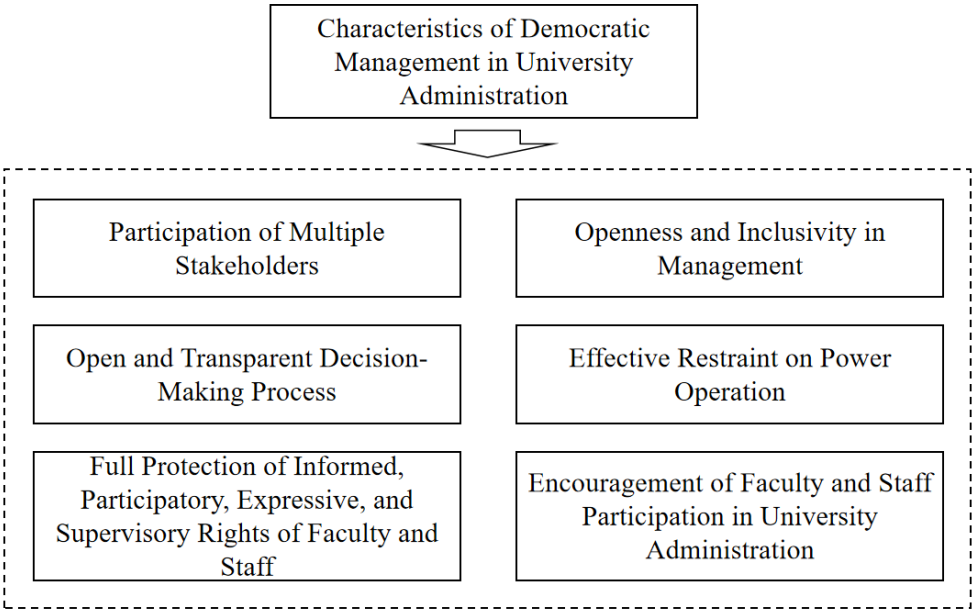 Characteristics of Democratic
Management in University
Administration
Participation of Multiple
Stakeholders
Openness and Inclusivity in
Management
Open and Transparent Decision-
Making Process
Effective Restraint on Power
Operation
Full Protection of Informed,
Participatory, Expressive, and
Supervisory Rights of Faculty and
Staff
Encouragement of Faculty and Staff
Participation in University
Administration